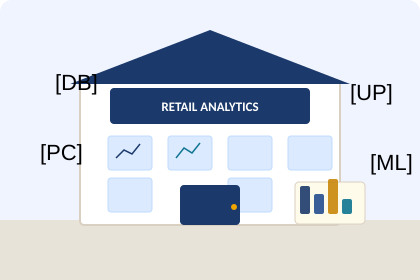 [DB]
[UP]
RETAIL ANALYTICS
[PC]
[ML]